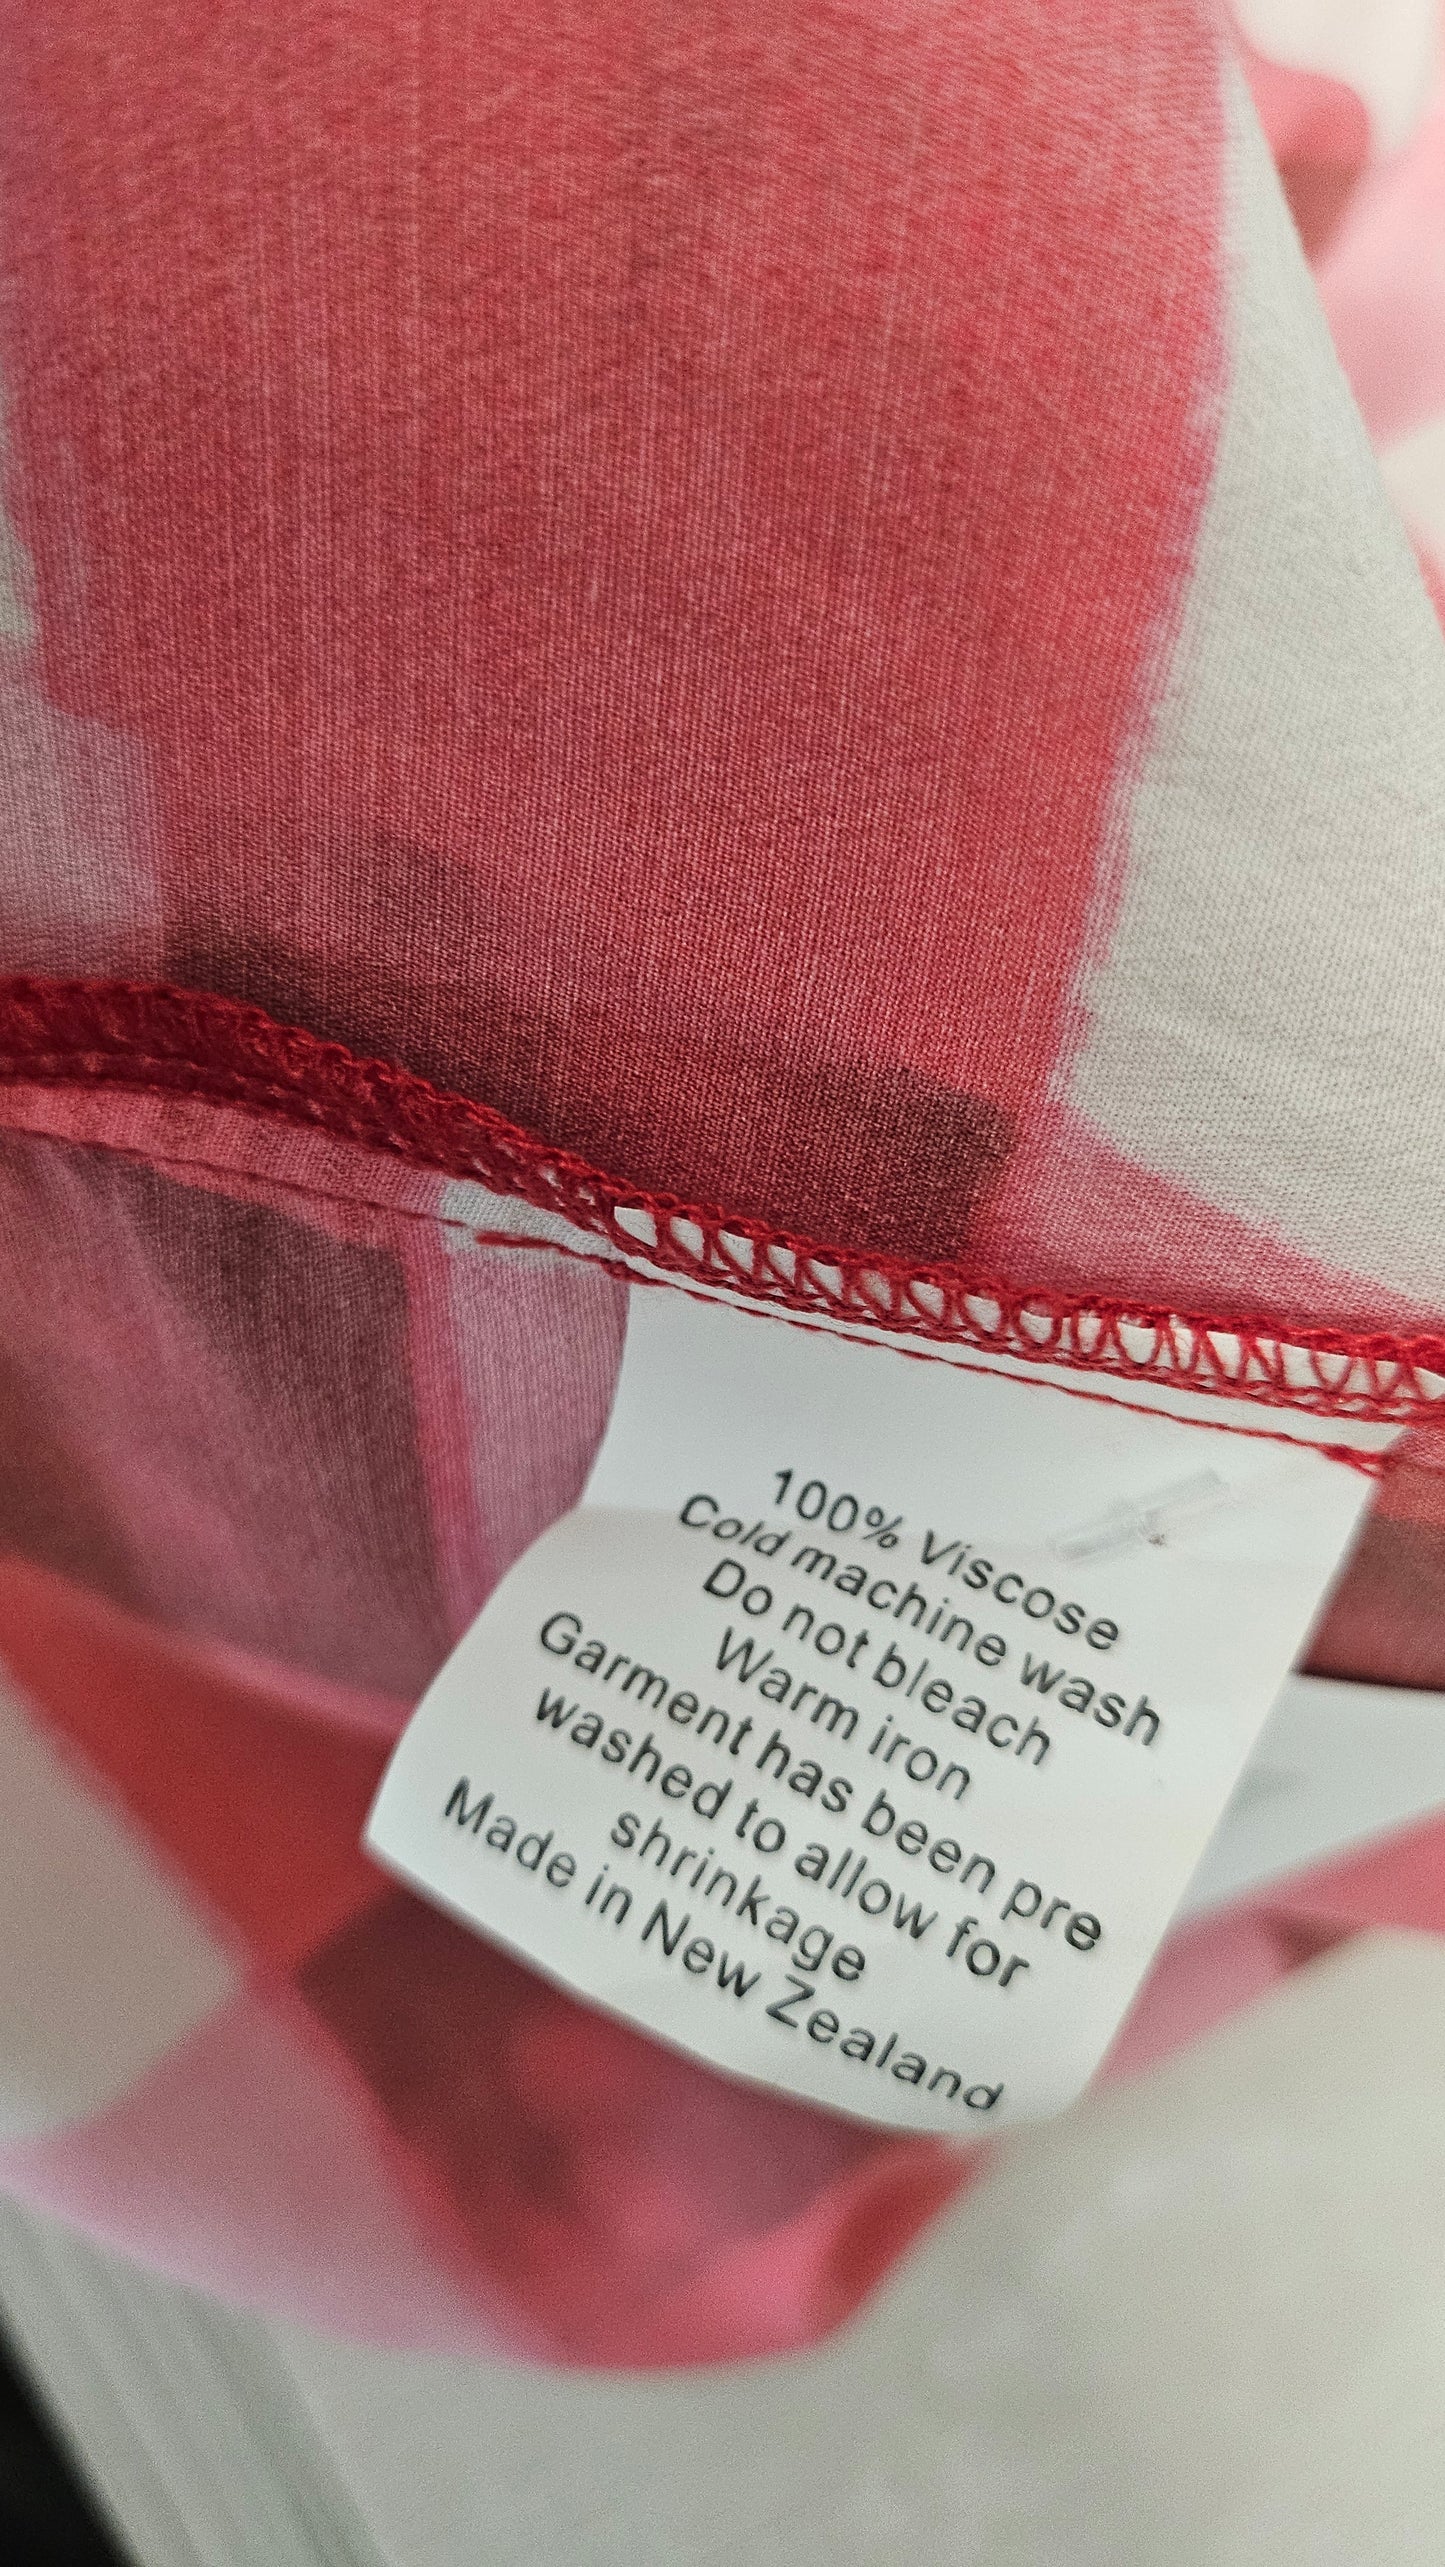 100% Viscose
Cold machine wash
Do not bleach
Warm iron
Garment has been pre
washed to allow for
shrinkage
Made in New Zealand